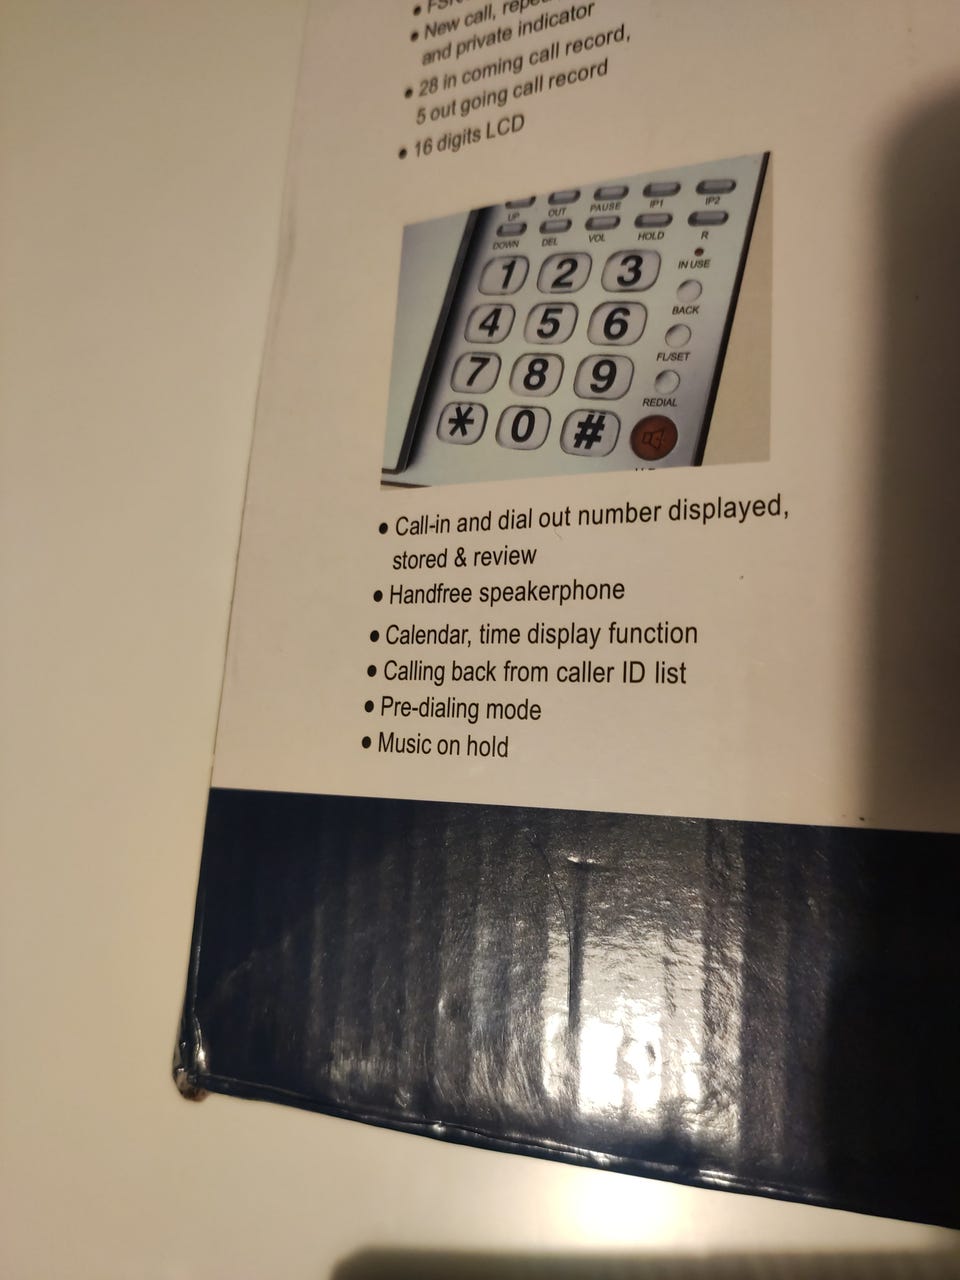 • New call,
and private indicator
• 28 in coming call record,
5 out going call record
• 16 digits LCD
UP OUT PAUSE IP1 IP2
DOWN DEL VOL HOLD R
IN USE
1 2 3
BACK
4 5 6
FL/SET
7 8 9
REDIAL
* 0 #
• Call-in and dial out number displayed,
stored & review
• Handfree speakerphone
• Calendar, time display function
• Calling back from caller ID list
• Pre-dialing mode
• Music on hold